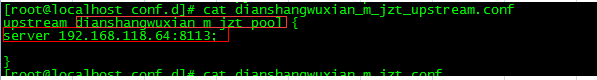 [root@localhost conf.d]# cat dianshangwuxian_m_jzt_upstream.conf
upstream dianshangwuxian_m_jzt_pool {
server 192.168.118.64:8113;
}
[root@localhost conf.d]# cat dianshangwuxian_m_jzt.conf